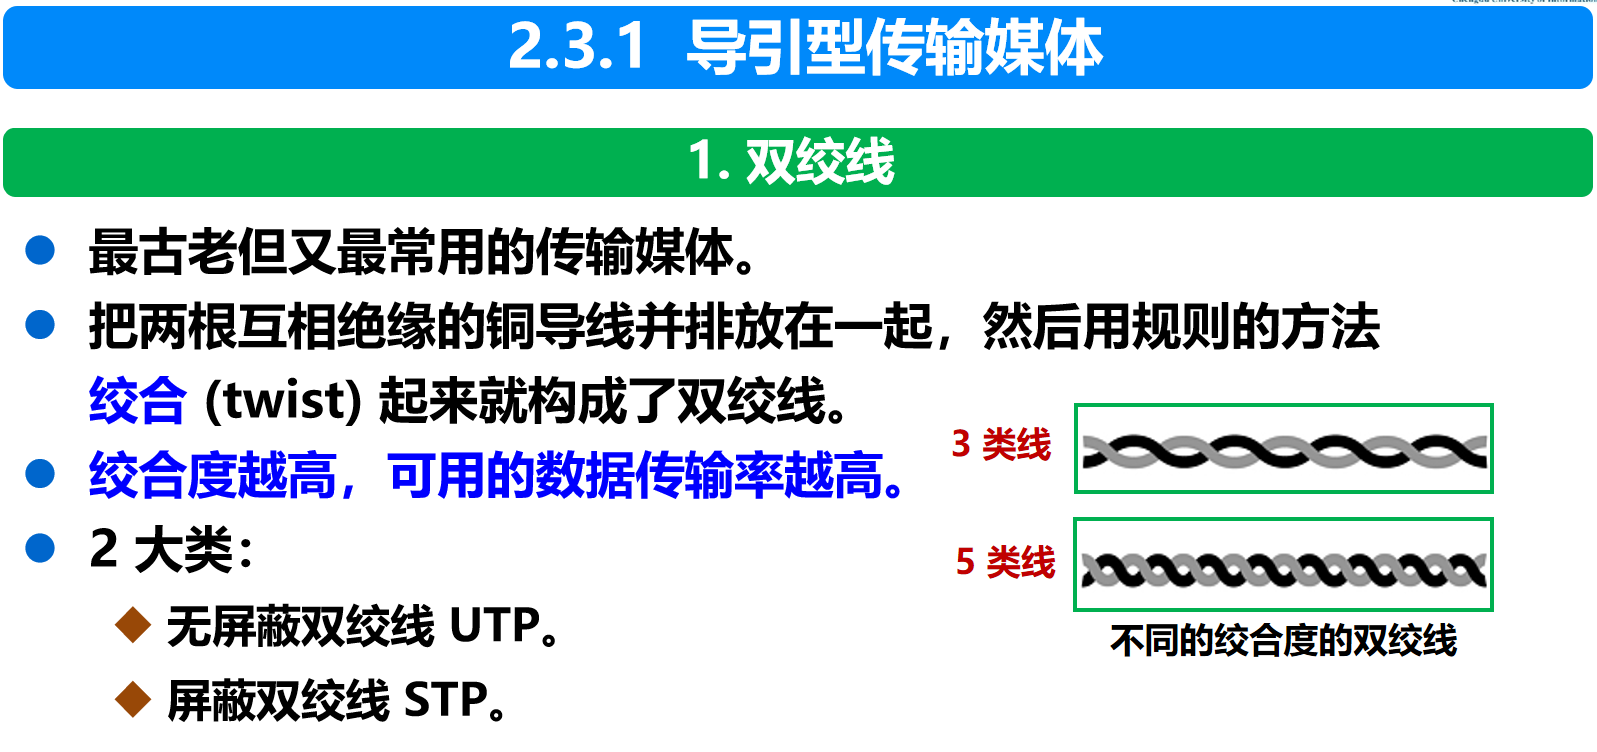 2.3.1 导引型传输媒体
1. 双绞线
最古老但又最常用的传输媒体。
把两根互相绝缘的铜导线并排放在一起，然后用规则的方法
绞合 (twist) 起来就构成了双绞线。
绞合度越高，可用的数据传输率越高。
2 大类：
无屏蔽双绞线 UTP。
屏蔽双绞线 STP。
3 类线
5 类线
不同的绞合度的双绞线